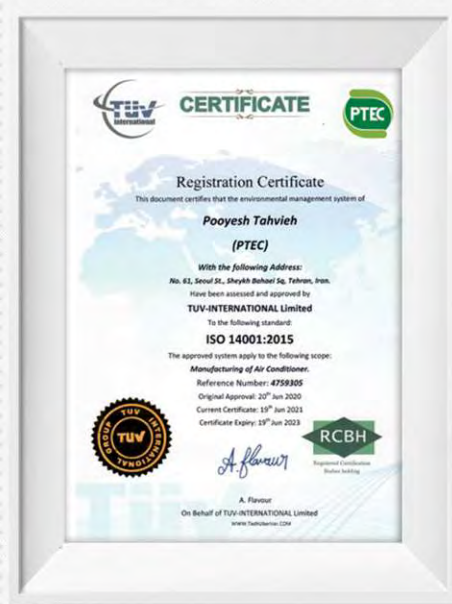 TÜV
International
CERTIFICATE
PTEC
Registration Certificate
This document certifies that the environmental management system of
Pooyesh Tahvieh
(PTEC)
With the following Address:
No. 61, Seoul St., Sheykh Bahaei Sq, Tehran, Iran.
Have been assessed and approved by
TUV-INTERNATIONAL Limited
To the following standard:
ISO 14001:2015
The approved system apply to the following scope:
Manufacturing of Air Conditioner.
Reference Number: 4759305
Original Approval: 20th Jun 2020
Current Certificate: 19th Jun 2021
Certificate Expiry: 19th Jun 2023
TUV INTERNATIONAL GROUP
TUV
RCBH
Registered Certification
Bodies holding
A. Flavour
A. Flavour
On Behalf of TUV-INTERNATIONAL Limited